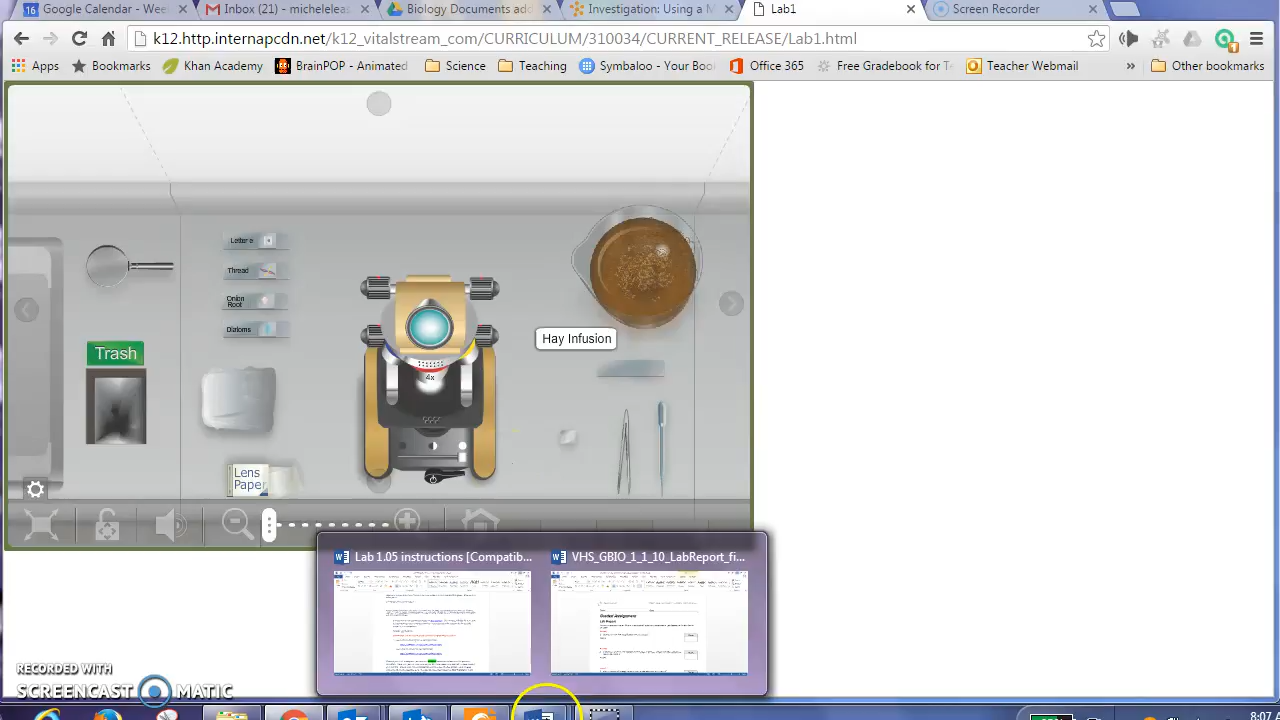 Google Calendar - Wee
Inbox (21) - michelelea
Biology Documents add
Investigation: Using a M
Lab1
Screen Recorder
k12.http.internapcdn.net/k12_vitalstream_com/CURRICULUM/310034/CURRENT_RELEASE/Lab1.html
Apps
Bookmarks
Khan Academy
BrainPOP - Animated
Science
Teaching
Symbaloo - Your Boo
Office 365
Free Gradebook for Te
Teacher Webmail
»
Other bookmarks
Letter e
Thread
Onion
Root
Diatoms
Trash
Lens
Paper
4x
Hay Infusion
Lab 1.05 instructions [Compatib...
VHS_GBIO_1_1_10_LabReport_fi...
RECORDED WITH
SCREENCAST MATIC
8:07